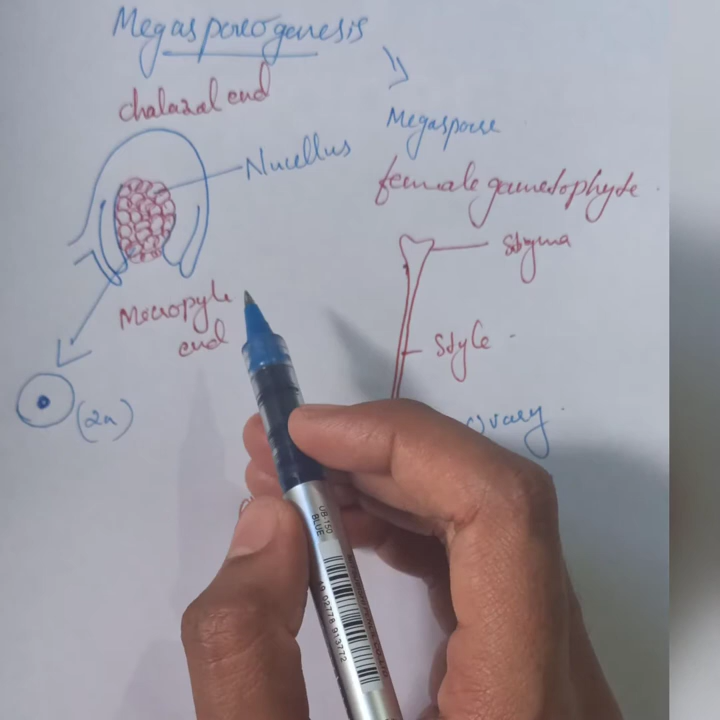 Megasporogenesis
chalazal end
Nucellus
Megaspore
female gametophyte
stigma
Micropyle
end
style
(2n)
Ovary
UB-150
BLUE